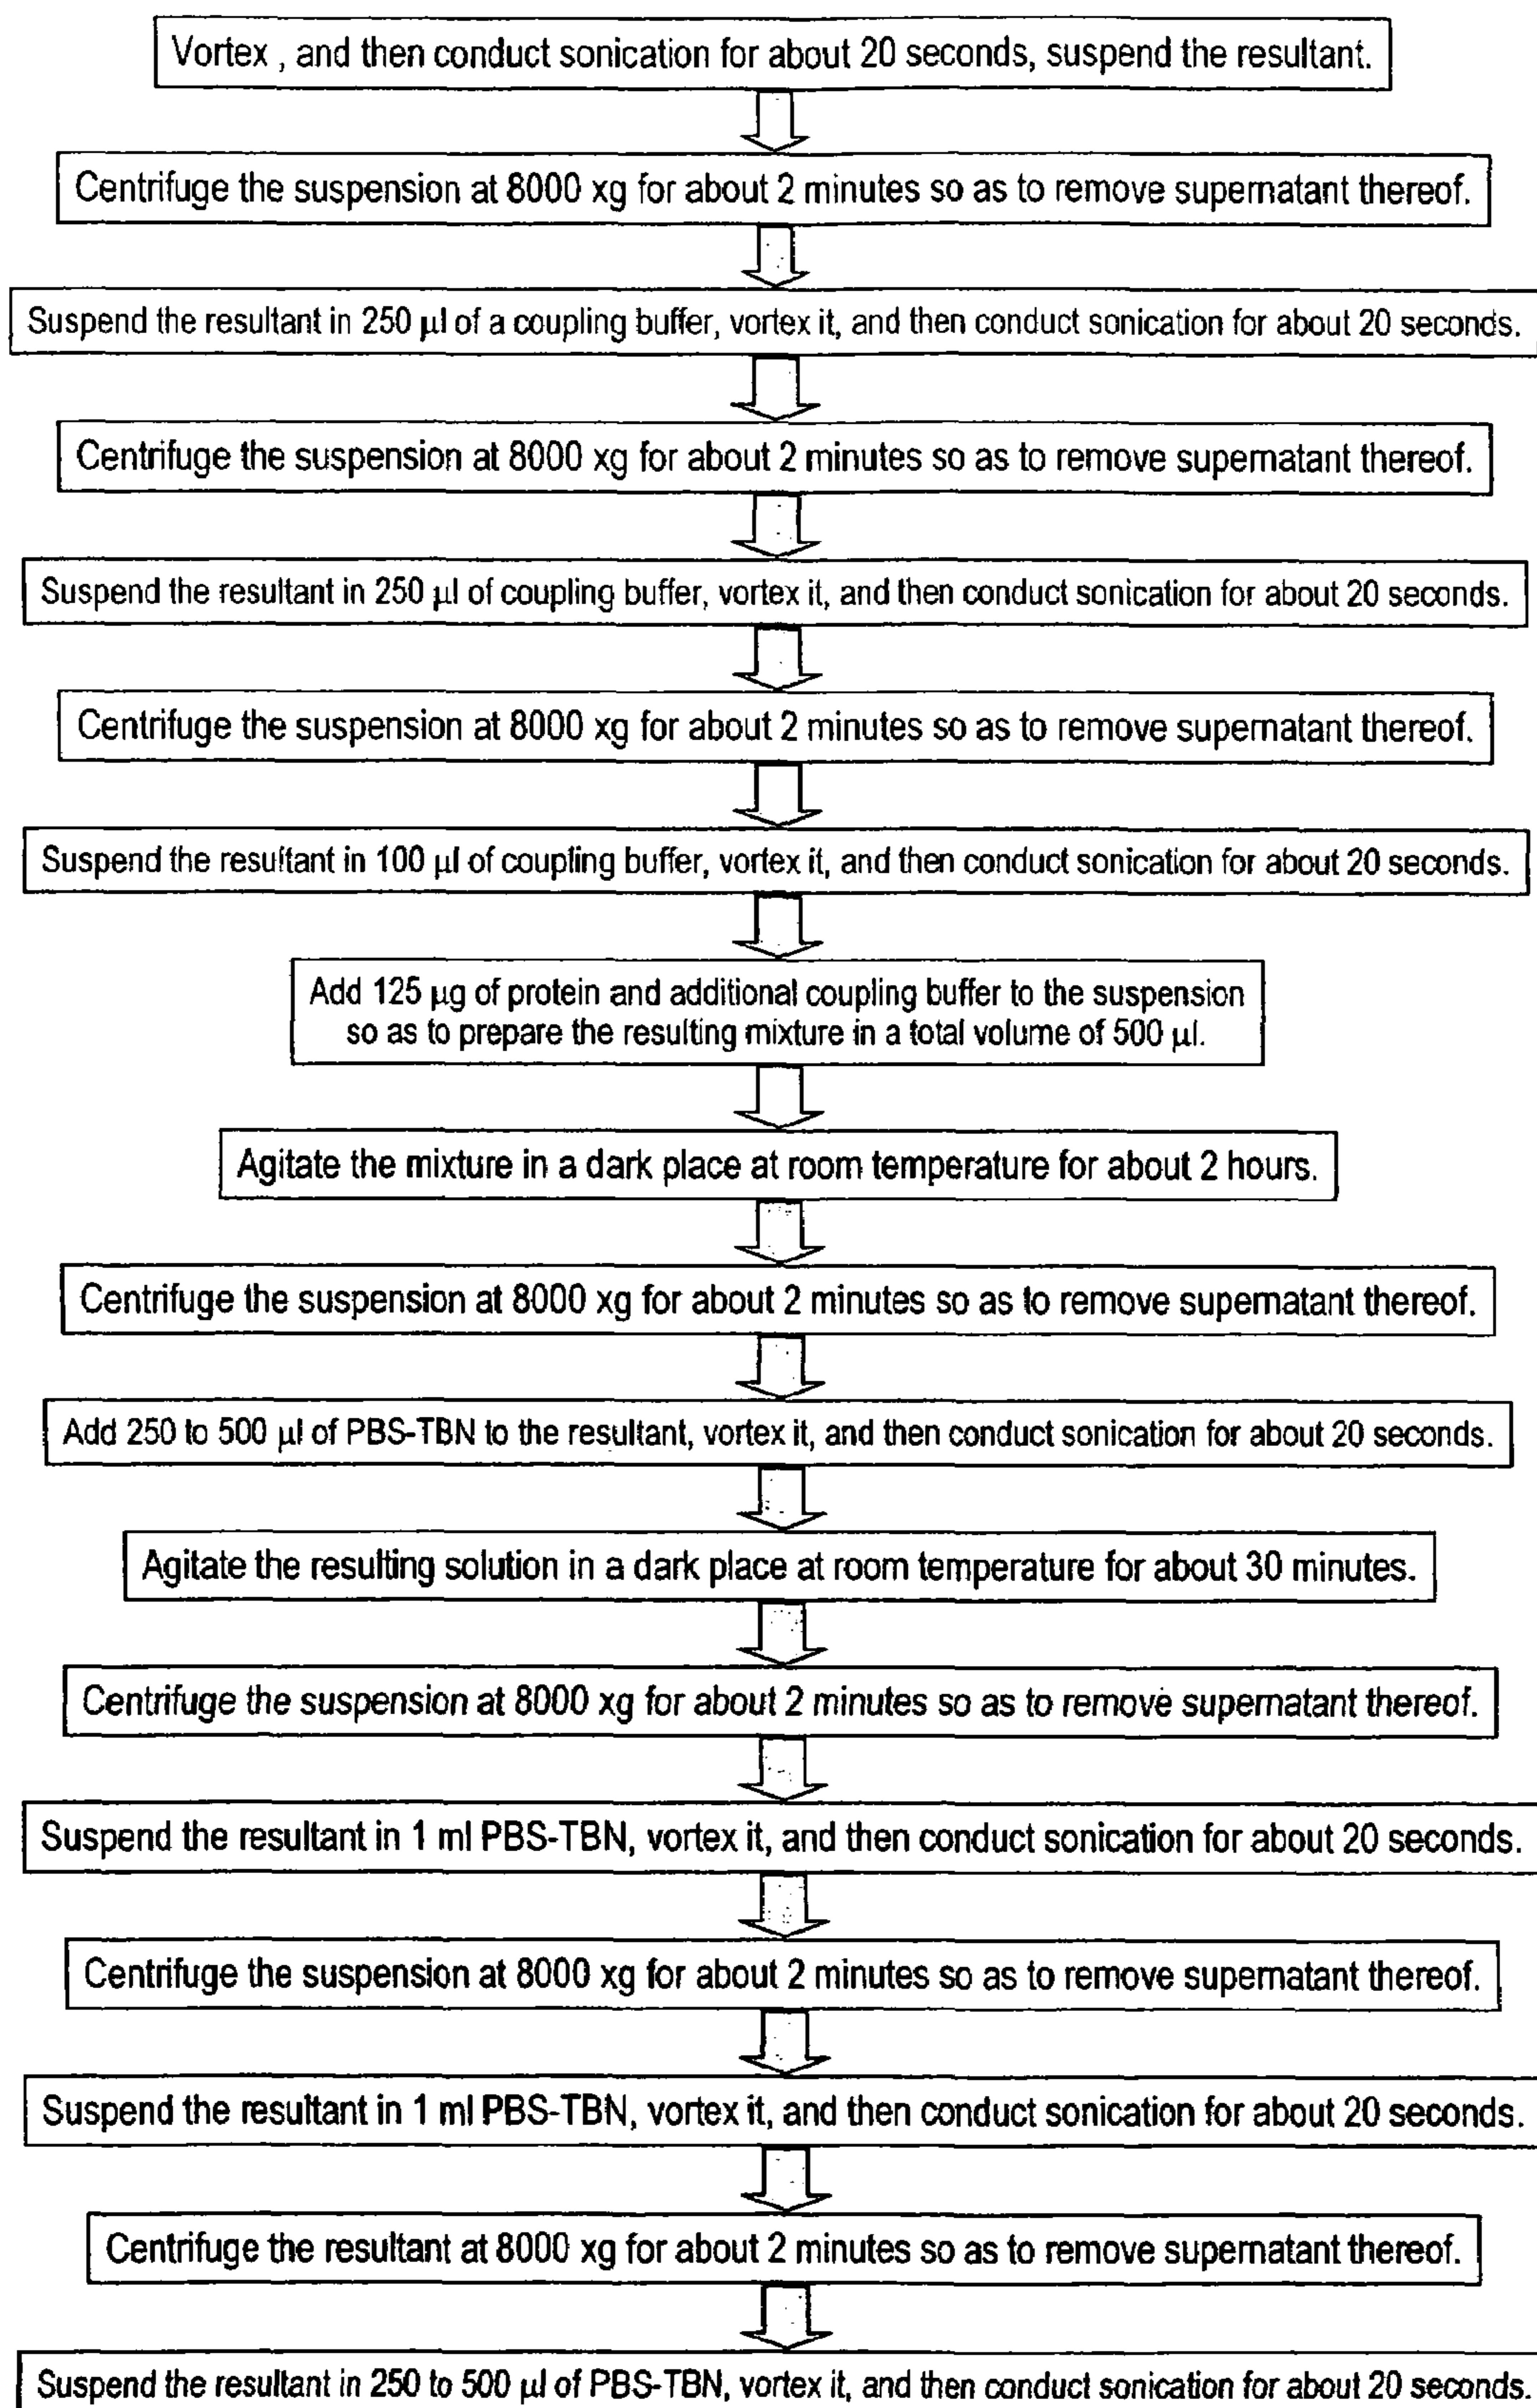 Vortex , and then conduct sonication for about 20 seconds, suspend the resultant.
Centrifuge the suspension at 8000 xg for about 2 minutes so as to remove supernatant thereof.
Suspend the resultant in 250 µl of a coupling buffer, vortex it, and then conduct sonication for about 20 seconds.
Centrifuge the suspension at 8000 xg for about 2 minutes so as to remove supernatant thereof.
Suspend the resultant in 250 µl of coupling buffer, vortex it, and then conduct sonication for about 20 seconds.
Centrifuge the suspension at 8000 xg for about 2 minutes so as to remove supernatant thereof.
Suspend the resultant in 100 µl of coupling buffer, vortex it, and then conduct sonication for about 20 seconds.
Add 125 µg of protein and additional coupling buffer to the suspension
so as to prepare the resulting mixture in a total volume of 500 µl.
Agitate the mixture in a dark place at room temperature for about 2 hours.
Centrifuge the suspension at 8000 xg for about 2 minutes so as to remove supernatant thereof.
Add 250 to 500 µl of PBS-TBN to the resultant, vortex it, and then conduct sonication for about 20 seconds.
Agitate the resulting solution in a dark place at room temperature for about 30 minutes.
Centrifuge the suspension at 8000 xg for about 2 minutes so as to remove supernatant thereof.
Suspend the resultant in 1 ml PBS-TBN, vortex it, and then conduct sonication for about 20 seconds.
Centrifuge the suspension at 8000 xg for about 2 minutes so as to remove supernatant thereof.
Suspend the resultant in 1 ml PBS-TBN, vortex it, and then conduct sonication for about 20 seconds.
Centrifuge the resultant at 8000 xg for about 2 minutes so as to remove supernatant thereof.
Suspend the resultant in 250 to 500 µl of PBS-TBN, vortex it, and then conduct sonication for about 20 seconds.